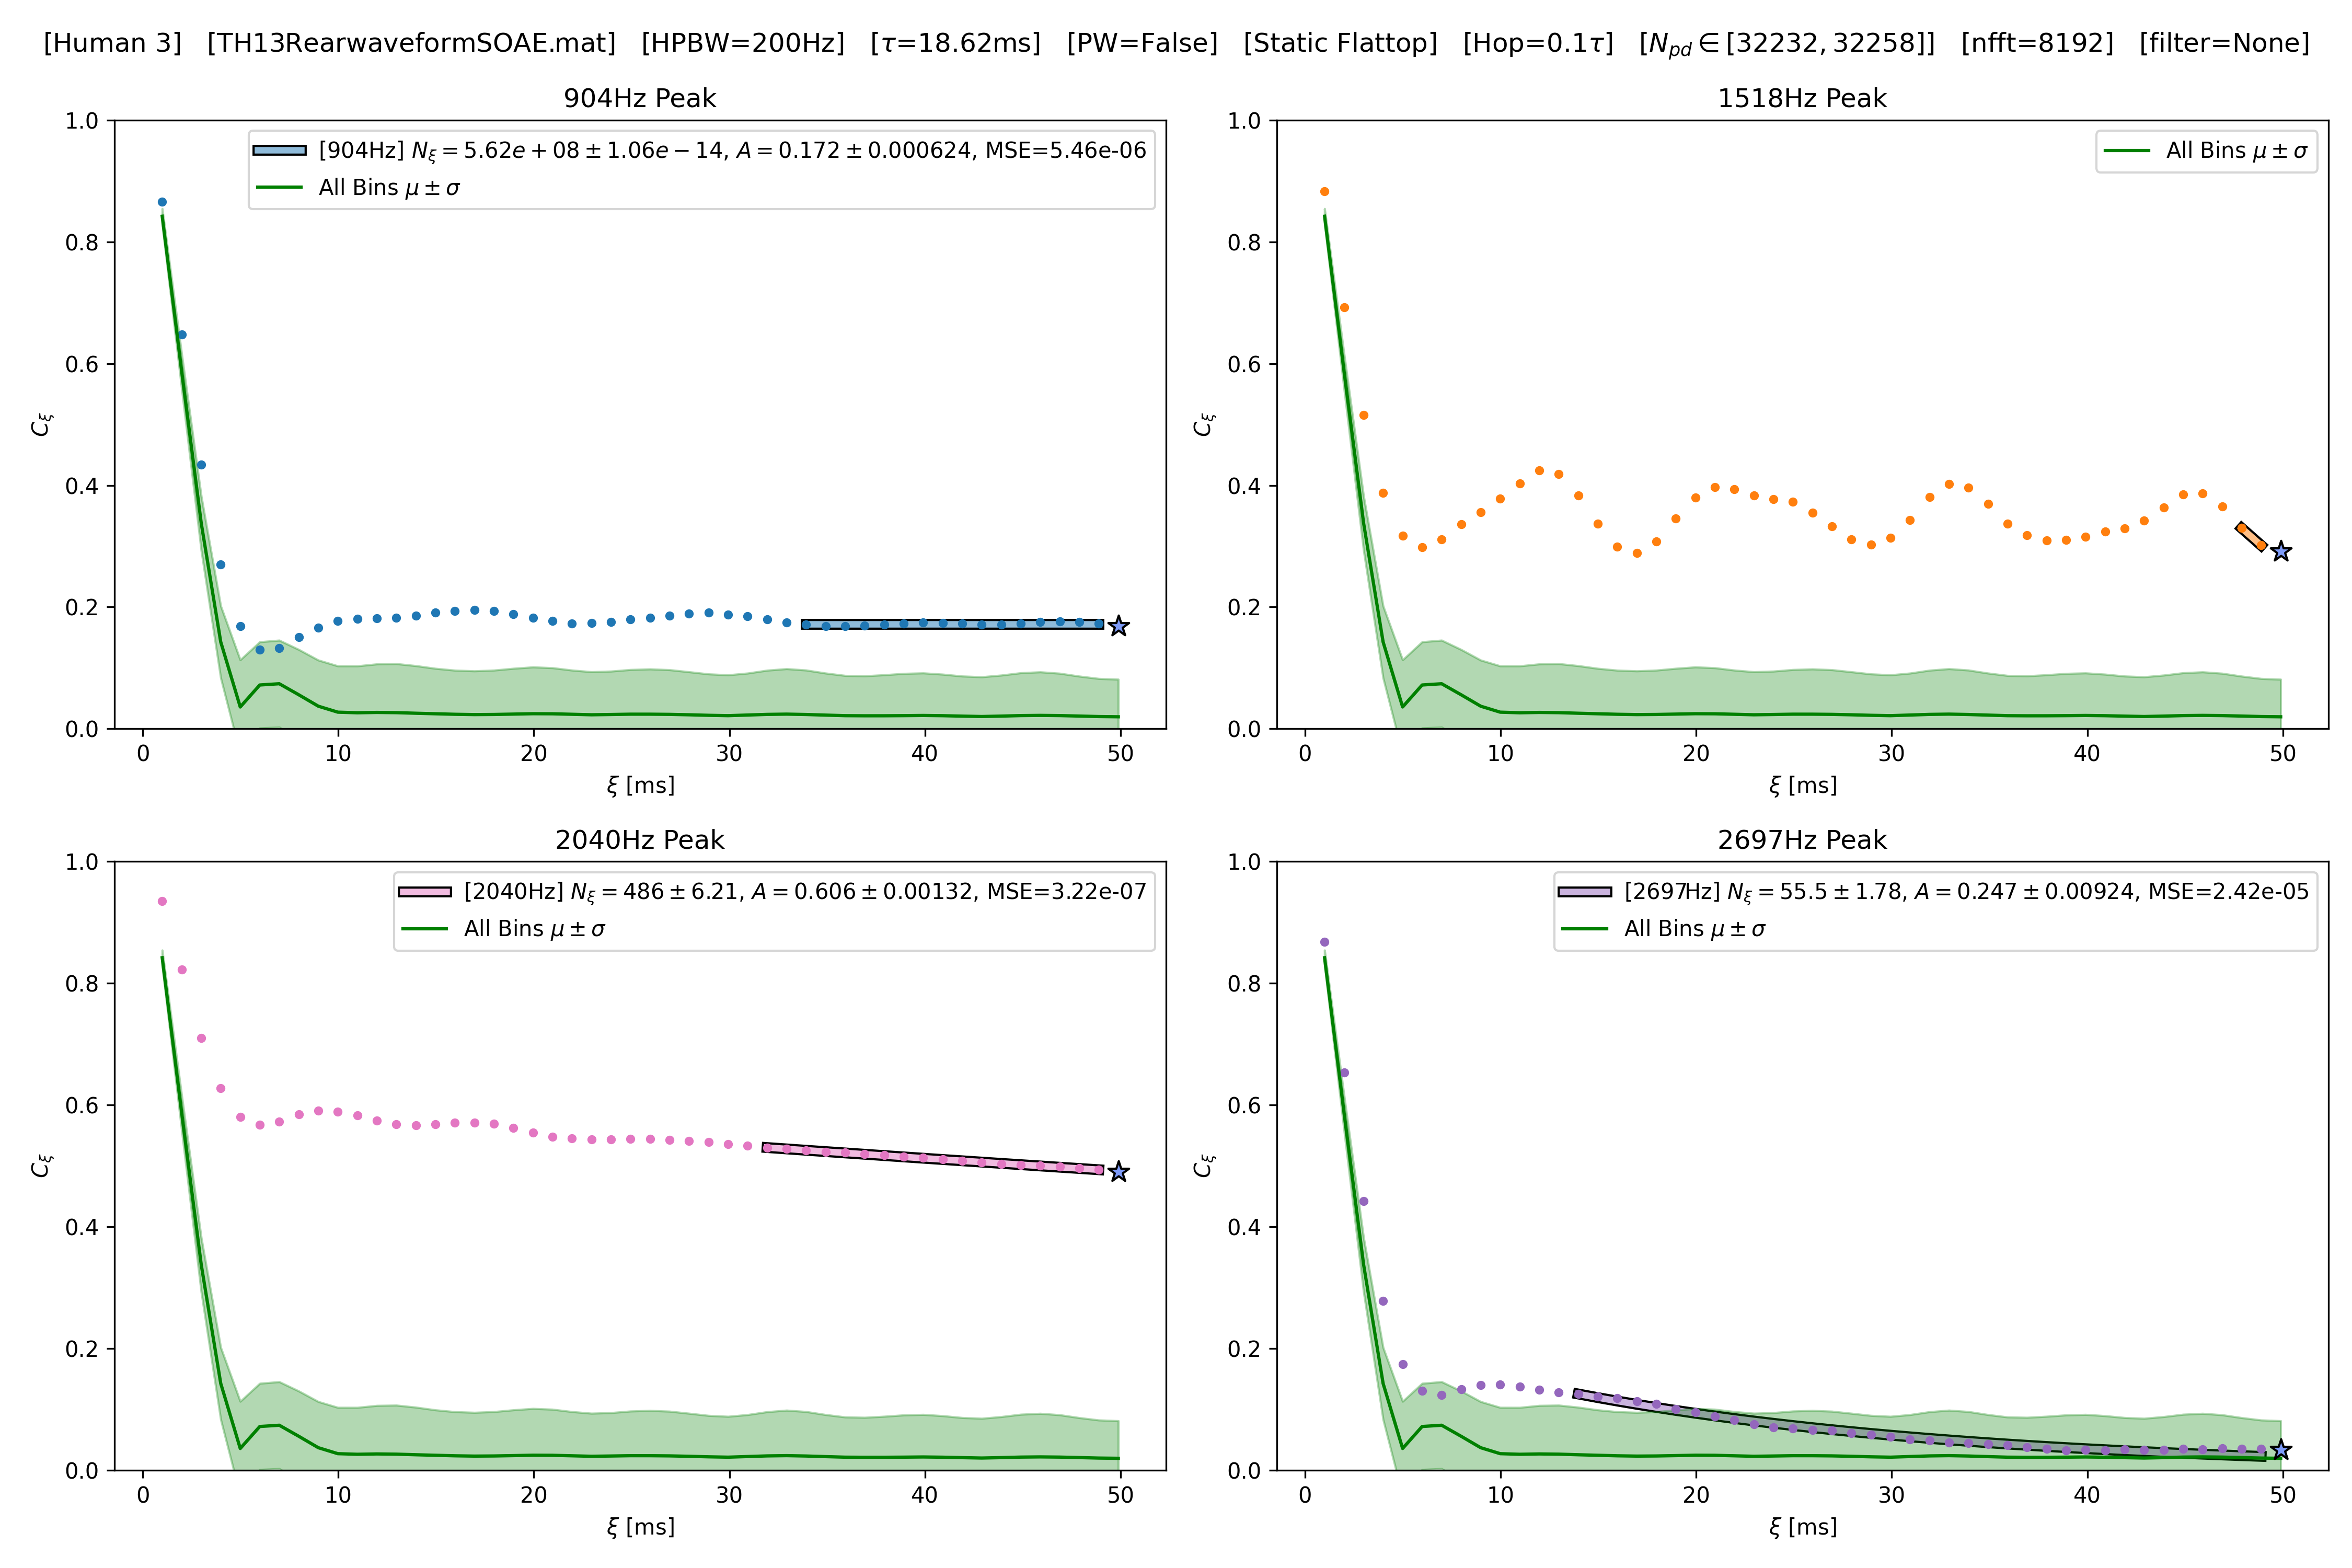 [Human 3] [TH13RearwaveformSOAE.mat] [HPBW=200Hz] [τ=18.62ms] [PW=False] [Static Flattop] [Hop=0.1τ] [N_pd ∈ [32232, 32258]] [nfft=8192] [filter=None]
904Hz Peak
1.0
0.8
0.6
0.4
0.2
0.0
C_ξ
[904Hz] N_ξ = 5.62e + 08 ± 1.06e − 14, A = 0.172 ± 0.000624, MSE=5.46e-06
All Bins μ ± σ
0 10 20 30 40 50
ξ [ms]
1518Hz Peak
1.0
0.8
0.6
0.4
0.2
0.0
C_ξ
All Bins μ ± σ
0 10 20 30 40 50
ξ [ms]
2040Hz Peak
1.0
0.8
0.6
0.4
0.2
0.0
C_ξ
[2040Hz] N_ξ = 486 ± 6.21, A = 0.606 ± 0.00132, MSE=3.22e-07
All Bins μ ± σ
0 10 20 30 40 50
ξ [ms]
2697Hz Peak
1.0
0.8
0.6
0.4
0.2
0.0
C_ξ
[2697Hz] N_ξ = 55.5 ± 1.78, A = 0.247 ± 0.00924, MSE=2.42e-05
All Bins μ ± σ
0 10 20 30 40 50
ξ [ms]